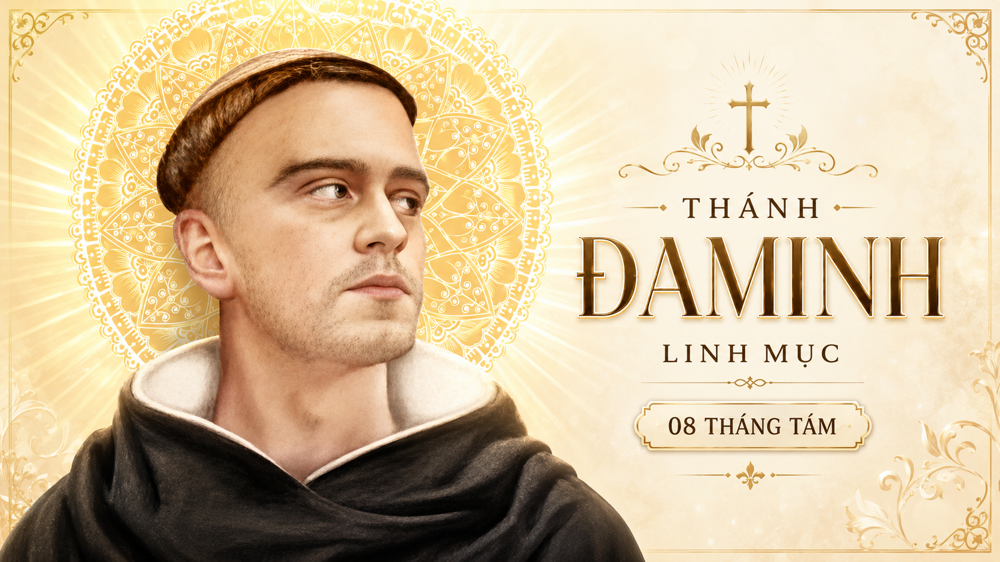 THÁNH
ĐAMINH
LINH MỤC
08 THÁNG TÁM